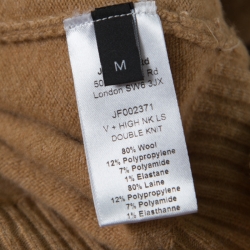 M
Rd
London SW6 3JX
JF002371
V + HIGH NK LS
DOUBLE KNIT
80% Wool
12% Polypropylene
7% Polyamide
1% Elastane
80% Laine
12% Polypropylene
7% Polyamide
1% Elasthanne